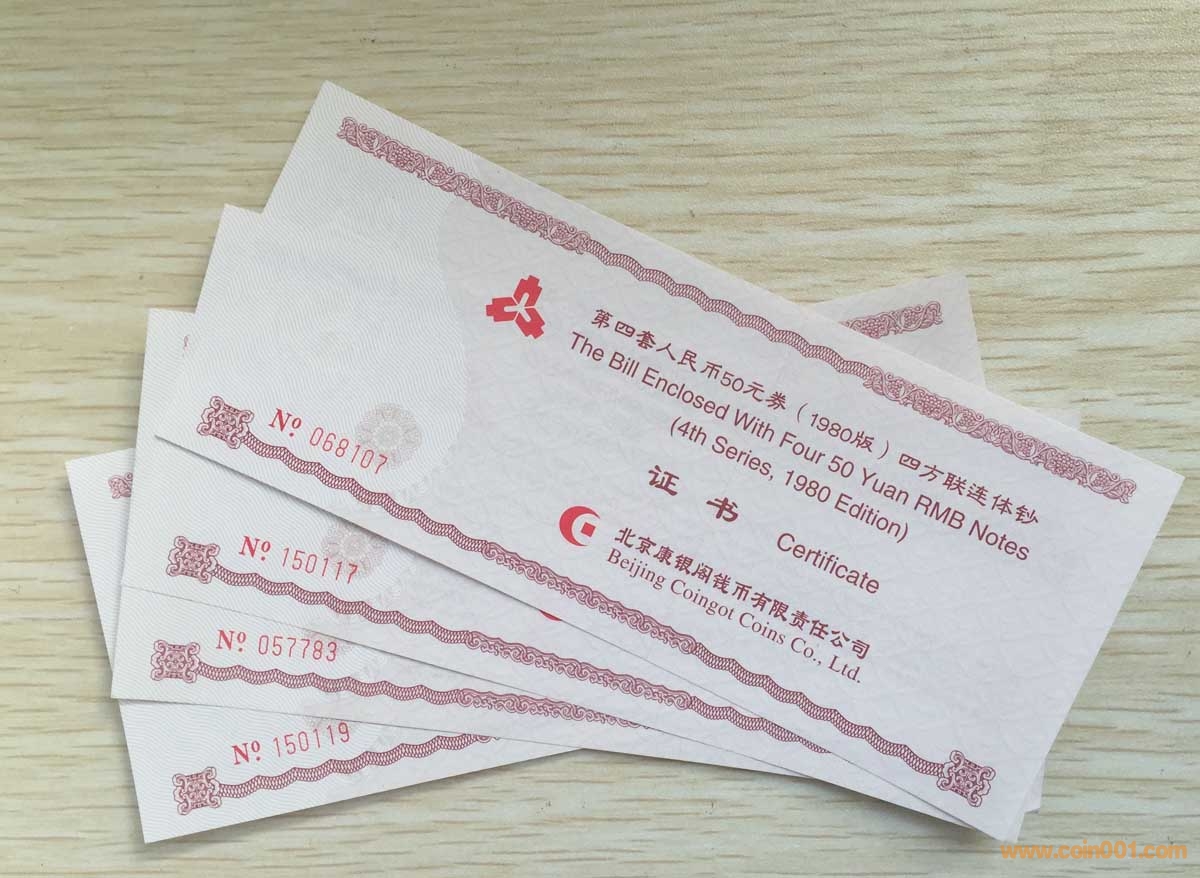 第四套人民币50元券（1980版）四方联连体钞
The Bill Enclosed With Four 50 Yuan RMB Notes
(4th Series, 1980 Edition)
证书 Certificate
北京康银阁钱币有限责任公司
Beijing Coingot Coins Co., Ltd.
Nº 068107
Nº 150117
Nº 057783
Nº 150119
www.coin001.com